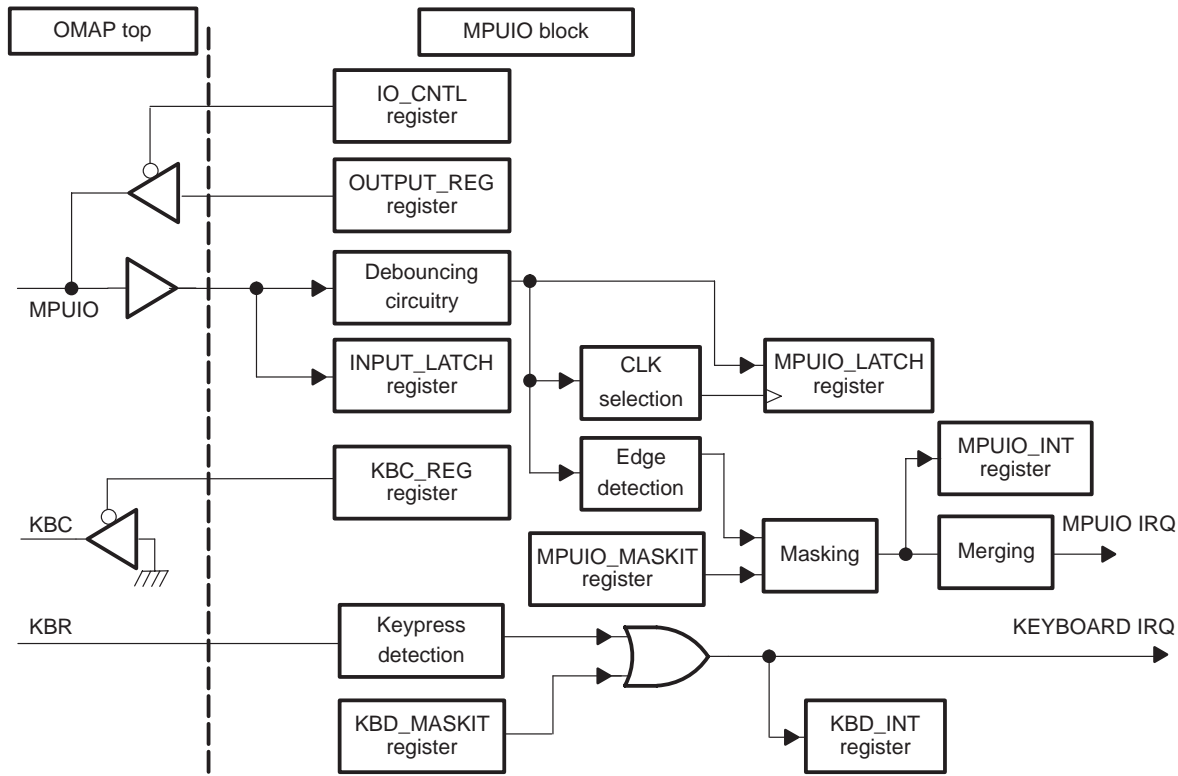 OMAP top
MPUIO block
IO_CNTL
register
OUTPUT_REG
register
Debouncing
circuitry
MPUIO
INPUT_LATCH
register
CLK
selection
MPUIO_LATCH
register
KBC_REG
register
Edge
detection
MPUIO_INT
register
KBC
MPUIO_MASKIT
register
Masking
Merging
MPUIO IRQ
KBR
Keypress
detection
KEYBOARD IRQ
KBD_MASKIT
register
KBD_INT
register